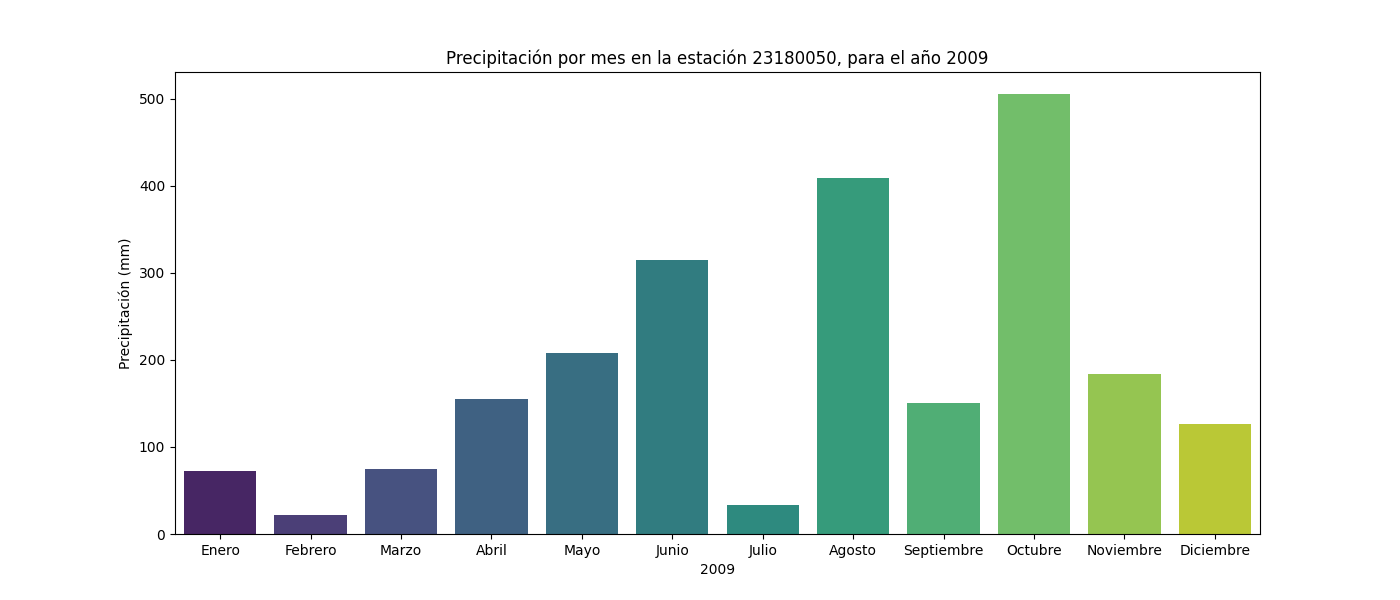 Precipitación por mes en la estación 23180050, para el año 2009
Precipitación (mm)
500
400
300
200
100
0
Enero Febrero Marzo Abril Mayo Junio Julio Agosto Septiembre Octubre Noviembre Diciembre
2009